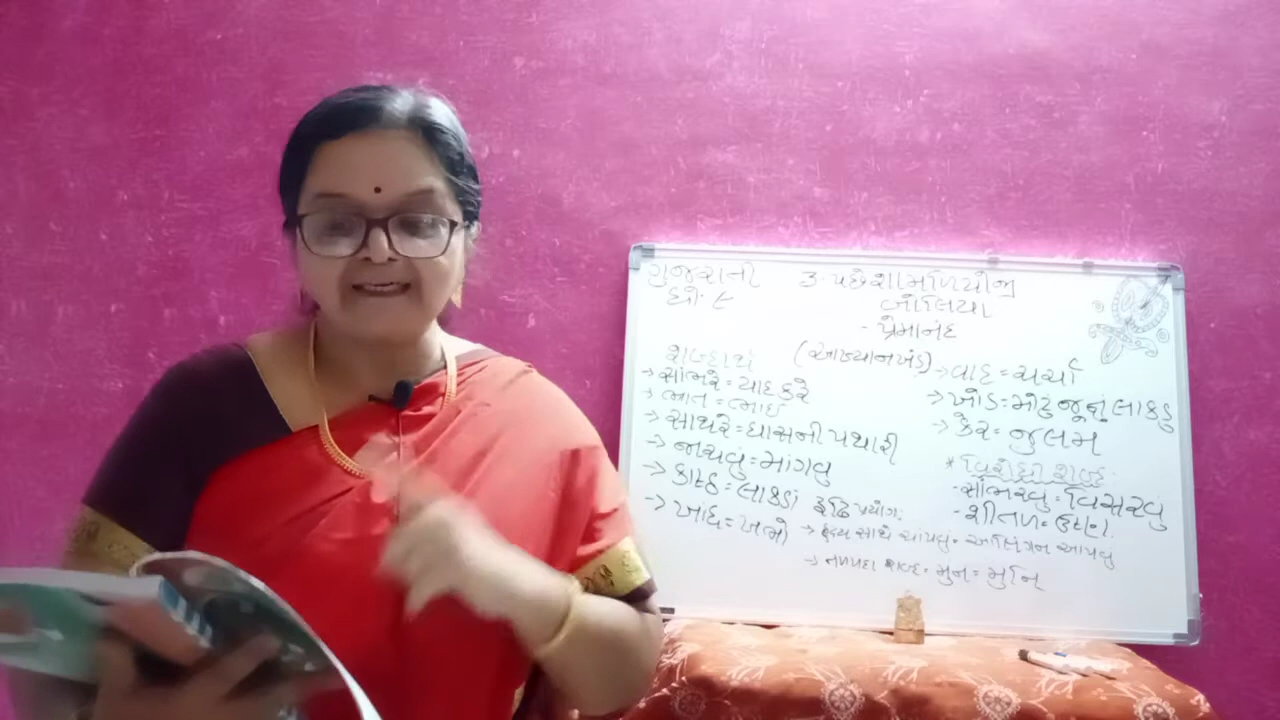 ગુજરાતી
ધો. ૯
૩. પછે શામળિયોજી
બોલિયા
- પ્રેમાનંદ
(આખ્યાનખંડ)
શબ્દાર્થ
→ સાંભરે = યાદ કરે
→ ભ્રાત = ભાઈ
→ સાથરે = ઘાસની પથારી
→ જાચવું = માંગવુ
→ કાષ્ઠ = લાકડાં
→ ખાંધ = ખભો
→ વાદ = ચર્ચા
→ ખોડ = મોટુ જૂનું લાકડુ
→ કેર = જુલમ
* વિરોધી શબ્દ:
- સાંભરવુ = વિસરવુ
- શીતળ = ઉષ્ણ
રૂઢિ પ્રયોગ:
→ હૃદય સાથે ચાંપવું = આલિંગન આપવુ
→ તળપદા શબ્દ = મુન = મુનિ